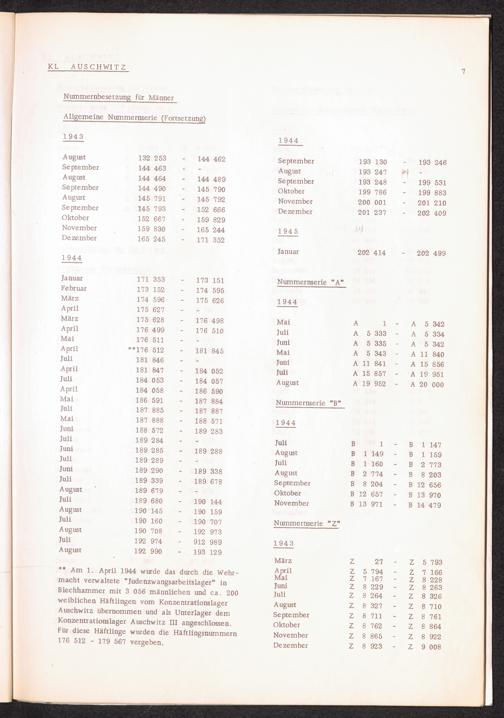 KL AUSCHWITZ
7
Nummernbesetzung für Männer
Allgemeine Nummernserie (Fortsetzung)
1943
August 132 253 - 144 462
September 144 463 - -
August 144 464 - 144 489
September 144 490 - 145 790
August 145 791 - 145 792
September 145 793 - 152 666
Oktober 152 667 - 159 829
November 159 830 - 165 244
Dezember 165 245 - 171 352
1944
Januar 171 353 - 173 151
Februar 173 152 - 174 595
März 174 596 - 175 626
April 175 627 - -
März 175 628 - 176 498
April 176 499 - 176 510
Mai 176 511 - -
April **176 512 - 181 845
Juli 181 846 - -
April 181 847 - 184 052
Juli 184 053 - 184 057
April 184 058 - 186 590
Mai 186 591 - 187 884
Juli 187 885 - 187 887
Mai 187 888 - 188 571
Juni 188 572 - 189 283
Juli 189 284 - -
Juni 189 285 - 189 288
Juli 189 289 - -
Juni 189 290 - 189 338
Juli 189 339 - 189 678
August 189 679 - -
Juli 189 680 - 190 144
August 190 145 - 190 159
Juli 190 160 - 190 707
August 190 708 - 192 973
Juli 192 974 - 912 989
August 192 990 - 193 129
** Am 1. April 1944 wurde das durch die Wehr-
macht verwaltete "Judenzwangsarbeitslager" in
Blechhammer mit 3 056 männlichen und ca. 200
weiblichen Häftlingen vom Konzentrationslager
Auschwitz übernommen und als Unterlager dem
Konzentrationslager Auschwitz III angeschlossen.
Für diese Häftlinge wurden die Häftlingsnummern
176 512 - 179 567 vergeben.
1944
September 193 130 - 193 246
August 193 247 - -
September 193 248 - 199 531
Oktober 199 786 - 199 883
November 200 001 - 201 210
Dezember 201 237 - 202 409
1945
Januar 202 414 - 202 499
Nummernserie "A"
1944
Mai A 1 - A 5 342
Juli A 5 333 - A 5 334
Juni A 5 335 - A 5 342
Mai A 5 343 - A 11 840
Juni A 11 841 - A 15 856
Juli A 15 857 - A 19 951
August A 19 952 - A 20 000
Nummernserie "B"
1944
Juli B 1 - B 1 147
August B 1 149 - B 1 159
Juli B 1 160 - B 2 773
August B 2 774 - B 8 203
September B 8 204 - B 12 656
Oktober B 12 657 - B 13 970
November B 13 971 - B 14 479
Nummernserie "Z"
1943
März Z 27 - Z 5 793
April Z 5 794 - Z 7 166
Mai Z 7 167 - Z 8 228
Juni Z 8 229 - Z 8 263
Juli Z 8 264 - Z 8 326
August Z 8 327 - Z 8 710
September Z 8 711 - Z 8 761
Oktober Z 8 762 - Z 8 864
November Z 8 865 - Z 8 922
Dezember Z 8 923 - Z 9 008